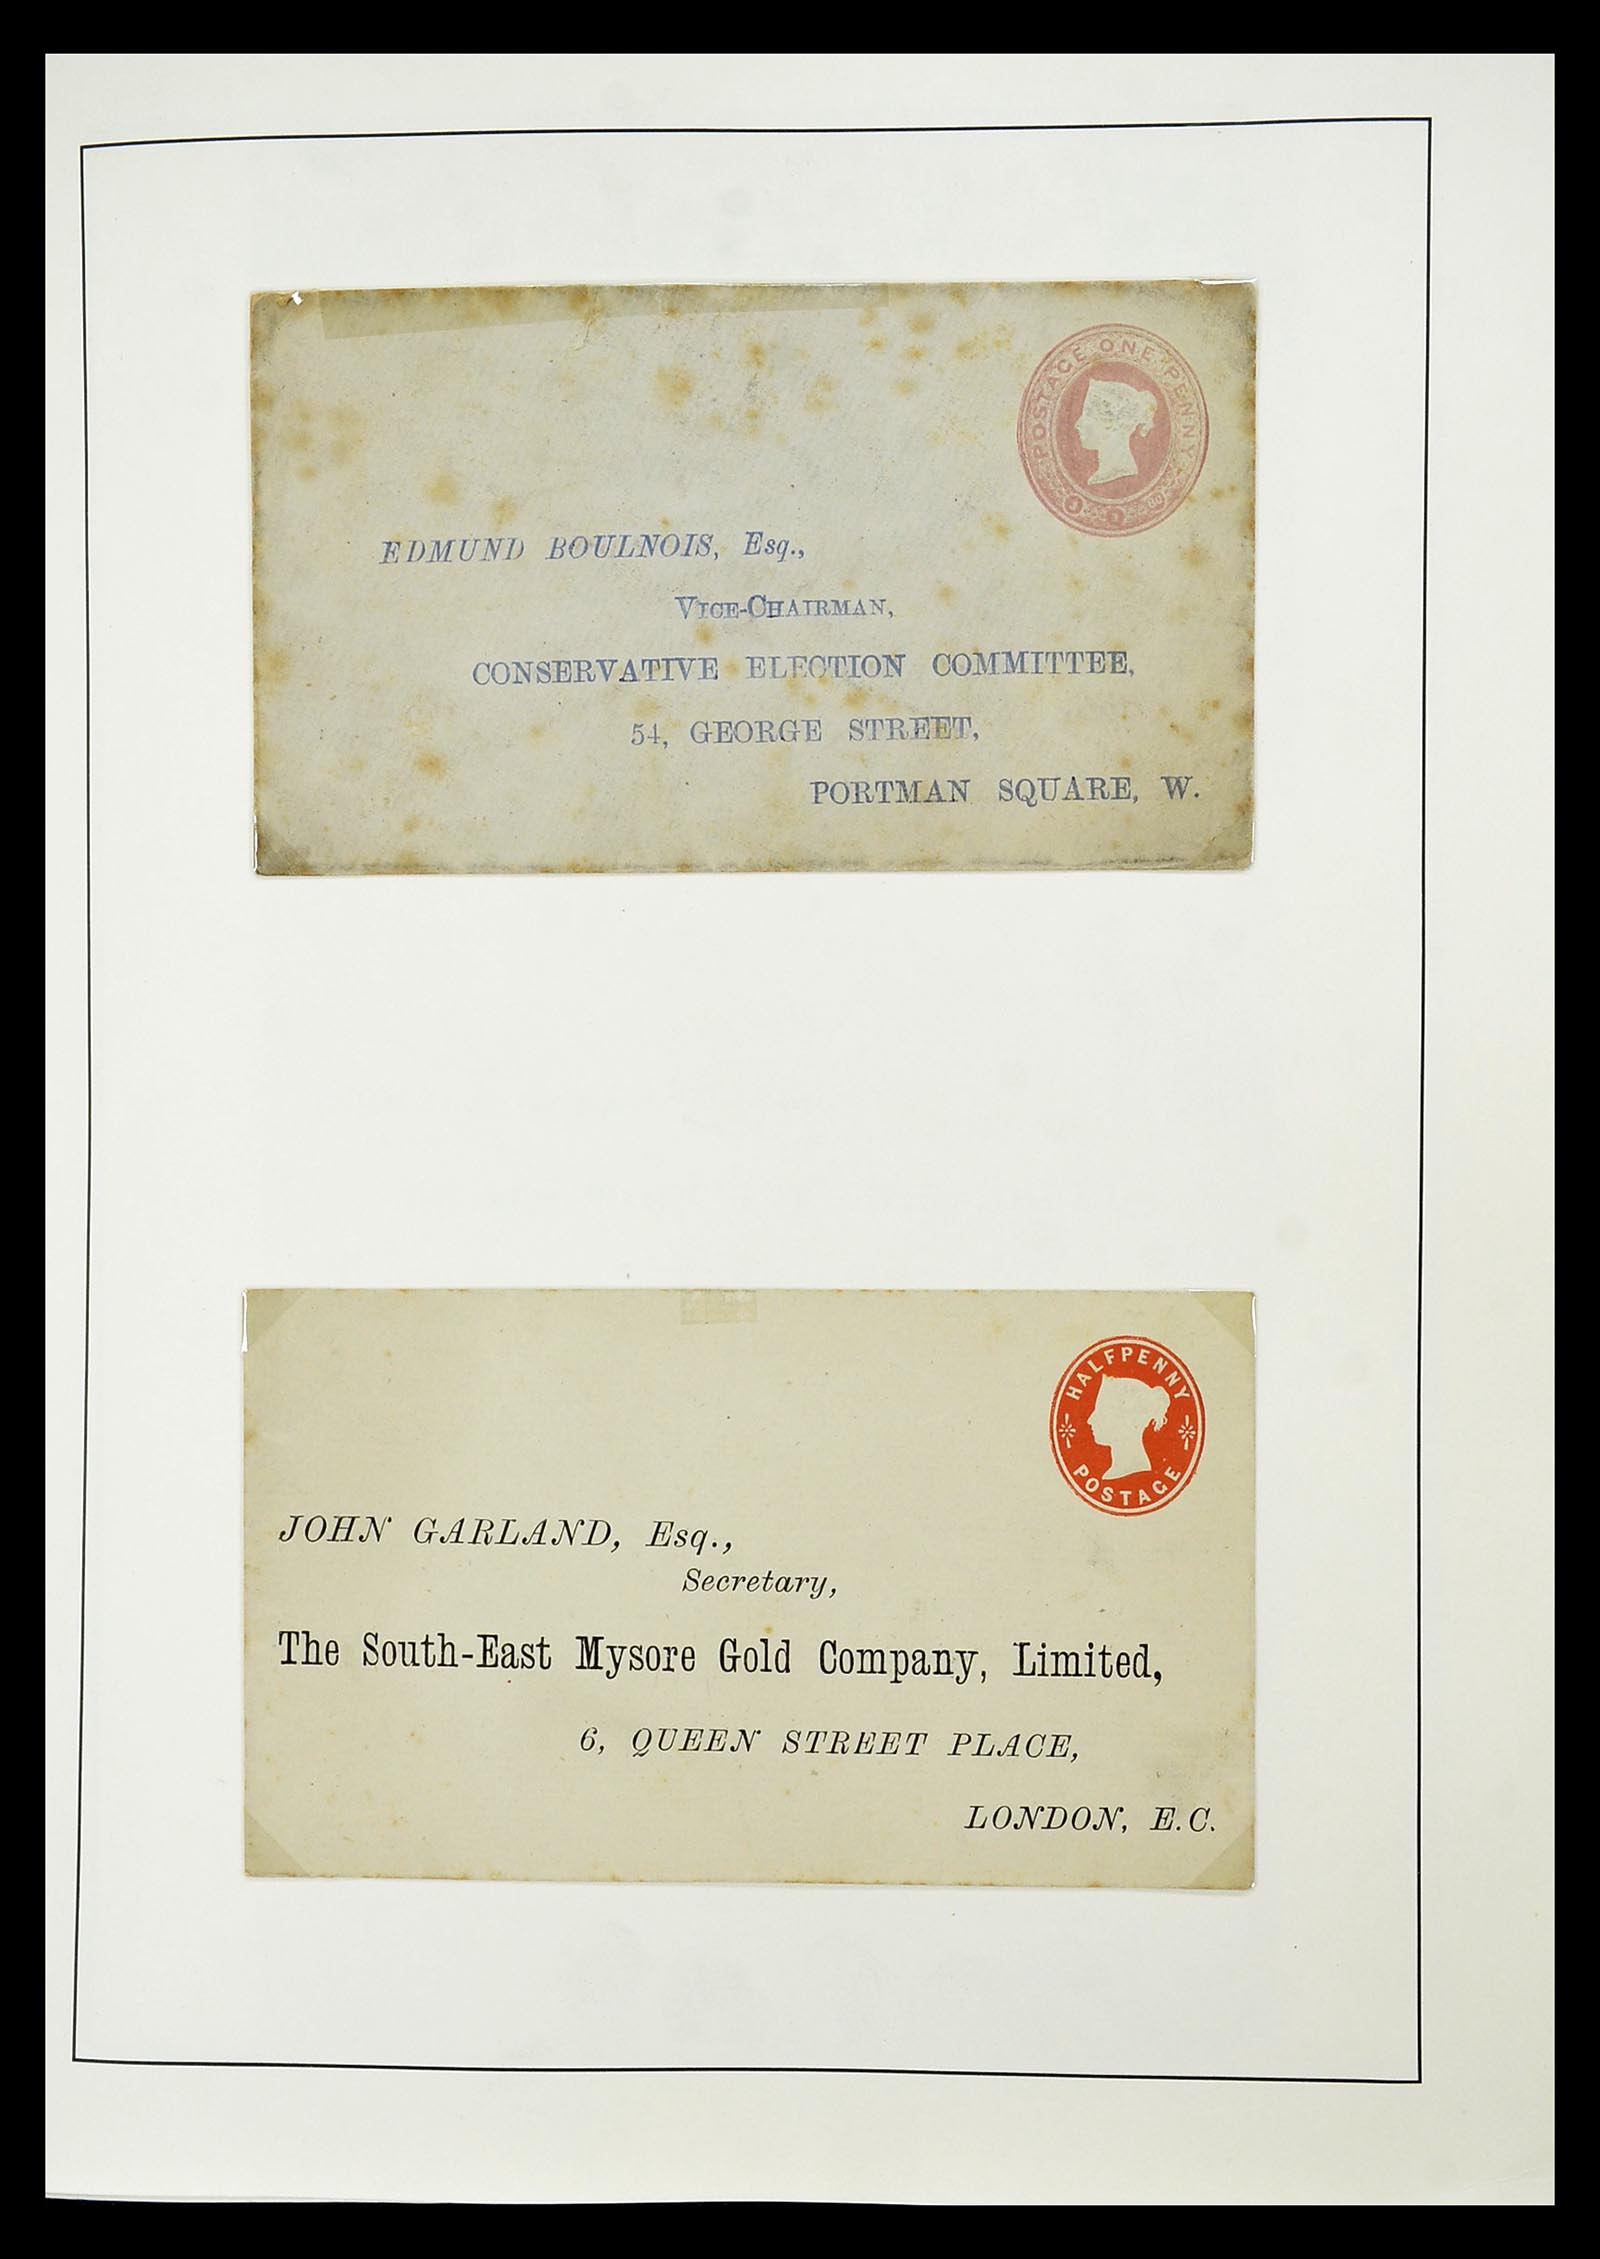 POSTAGE ONE PENNY
EDMUND BOULNOIS, Esq.,
VICE-CHAIRMAN,
CONSERVATIVE ELECTION COMMITTEE,
54, GEORGE STREET,
PORTMAN SQUARE, W.
HALFPENNY
POSTAGE
JOHN GARLAND, Esq.,
Secretary,
The South-East Mysore Gold Company, Limited,
6, QUEEN STREET PLACE,
LONDON, E.C.